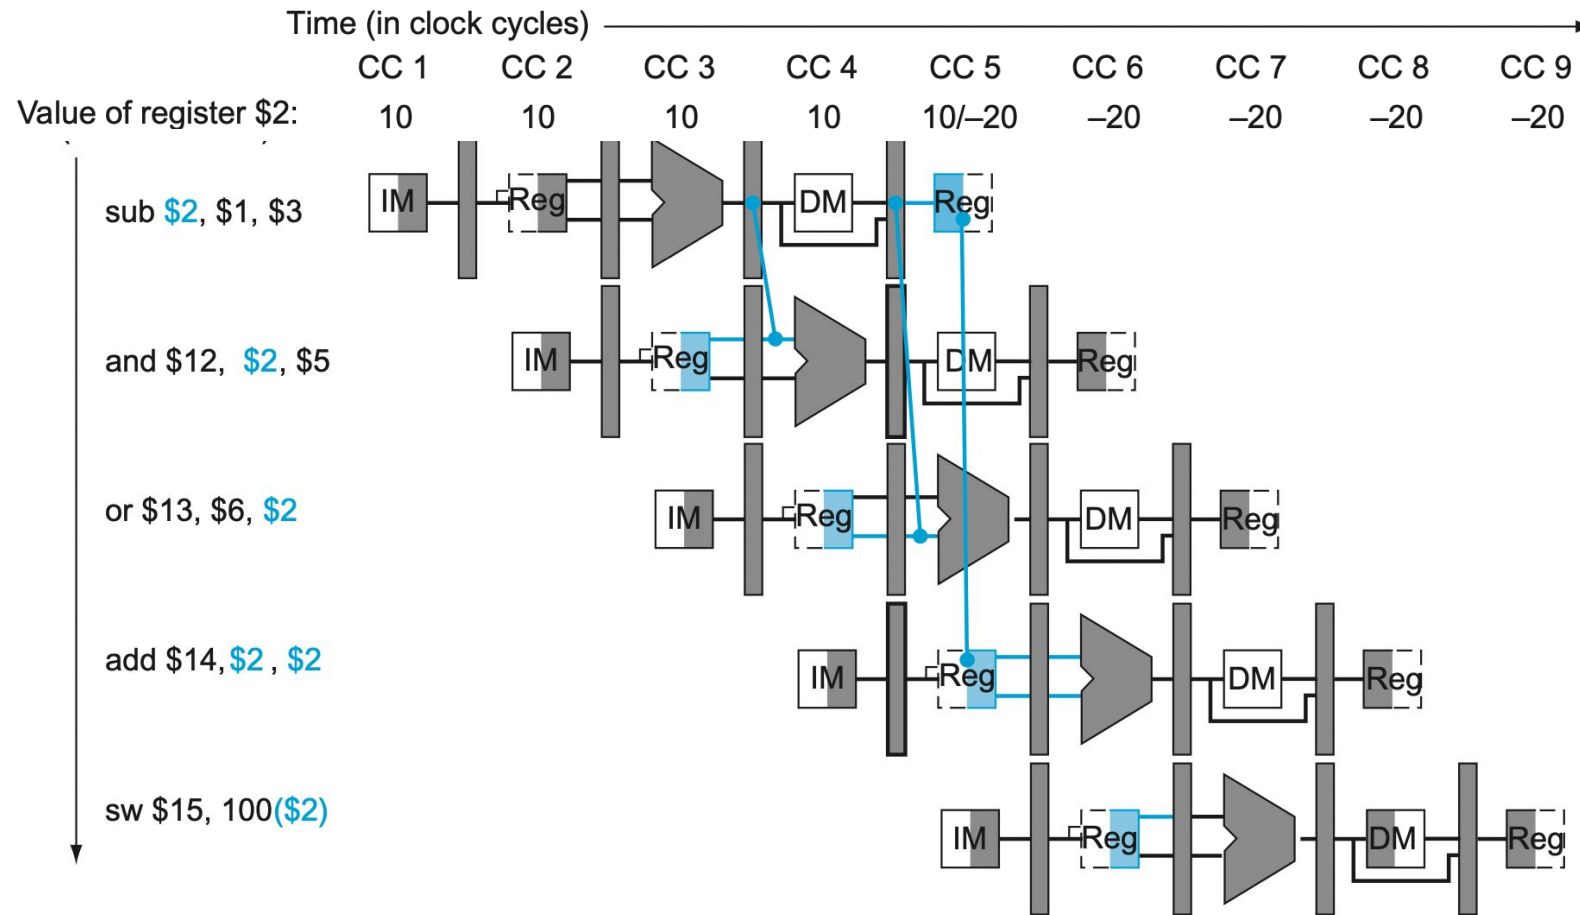 Time (in clock cycles)
CC 1 CC 2 CC 3 CC 4 CC 5 CC 6 CC 7 CC 8 CC 9
Value of register $2: 10 10 10 10 10/–20 –20 –20 –20 –20
sub $2, $1, $3 IM Reg DM Reg
and $12, $2, $5 IM Reg DM Reg
or $13, $6, $2 IM Reg DM Reg
add $14,$2 , $2 IM Reg DM Reg
sw $15, 100($2) IM Reg DM Reg